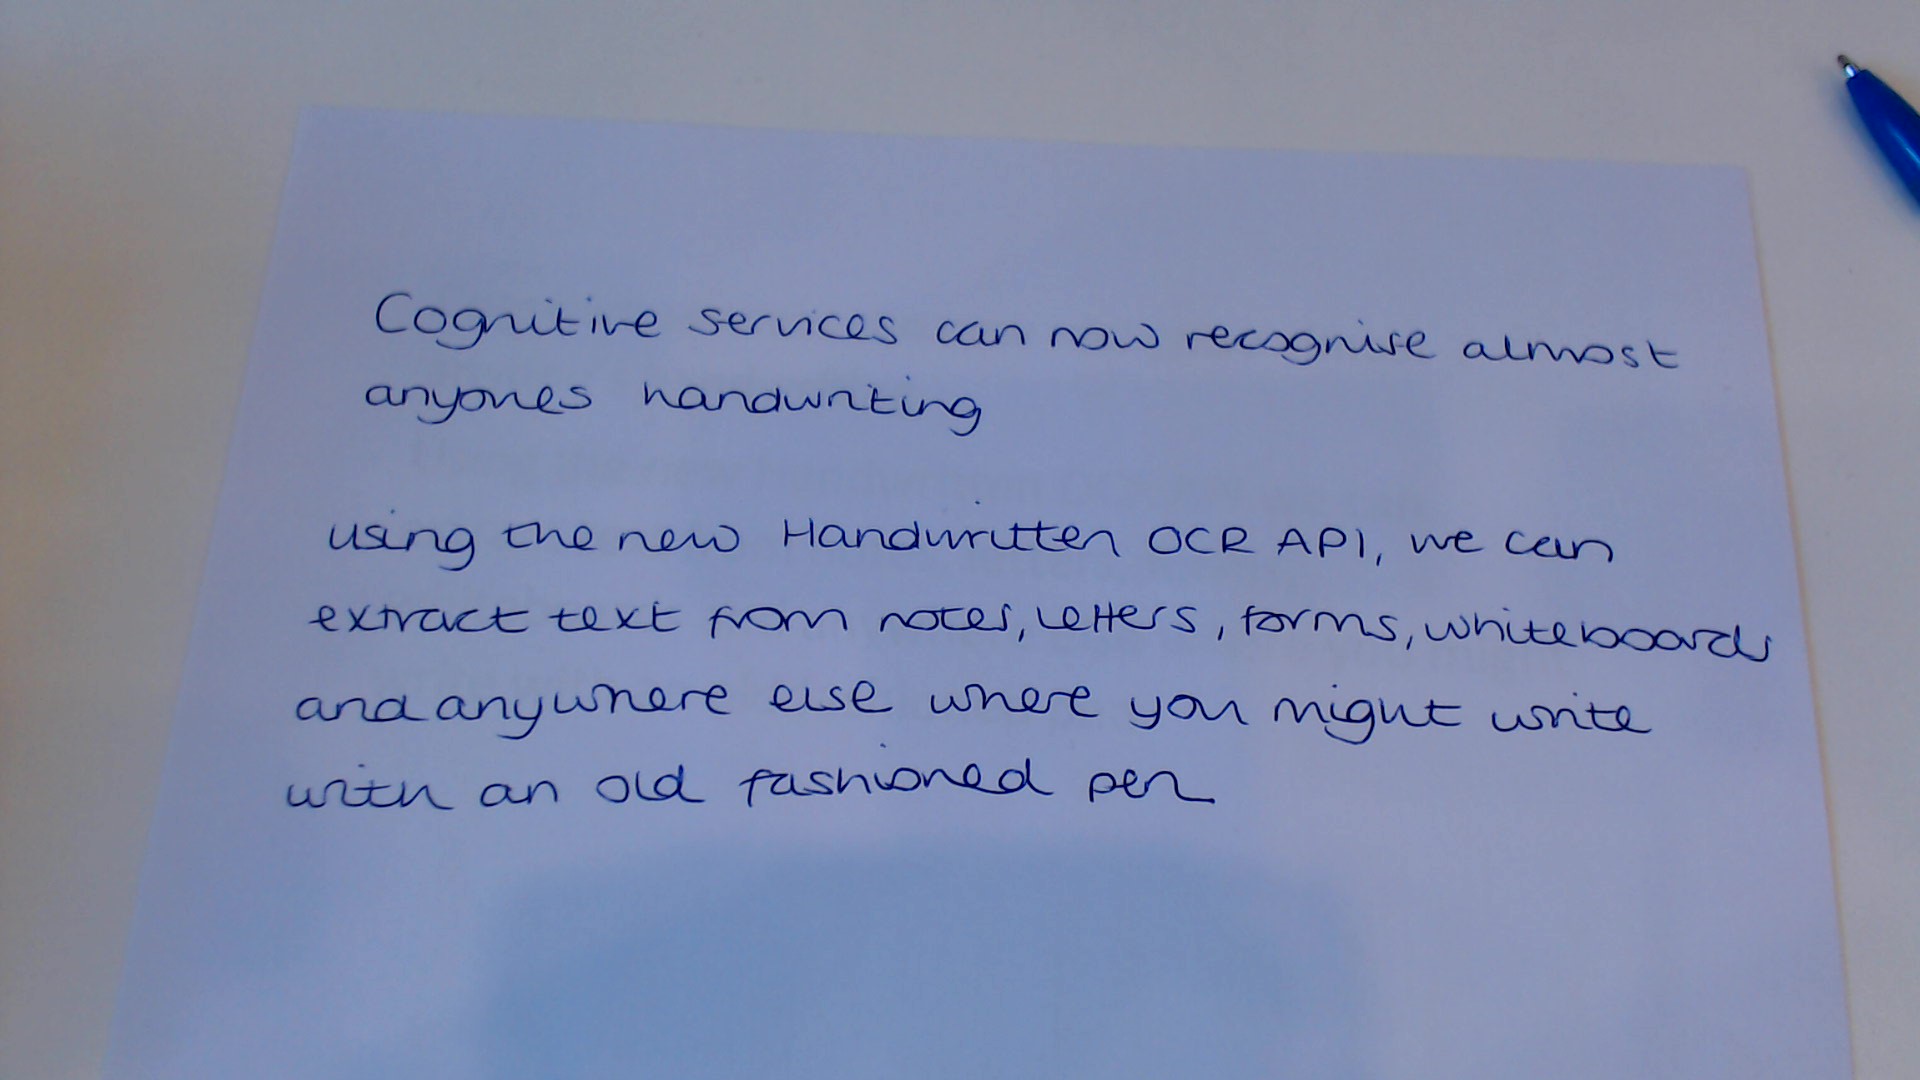 Cognitive services can now recognise almost
anyones handwriting
using the new Handwritten OCR API, we can
extract text from notes, letters, forms, whiteboards
and anywhere else where you might write
with an old fashioned pen